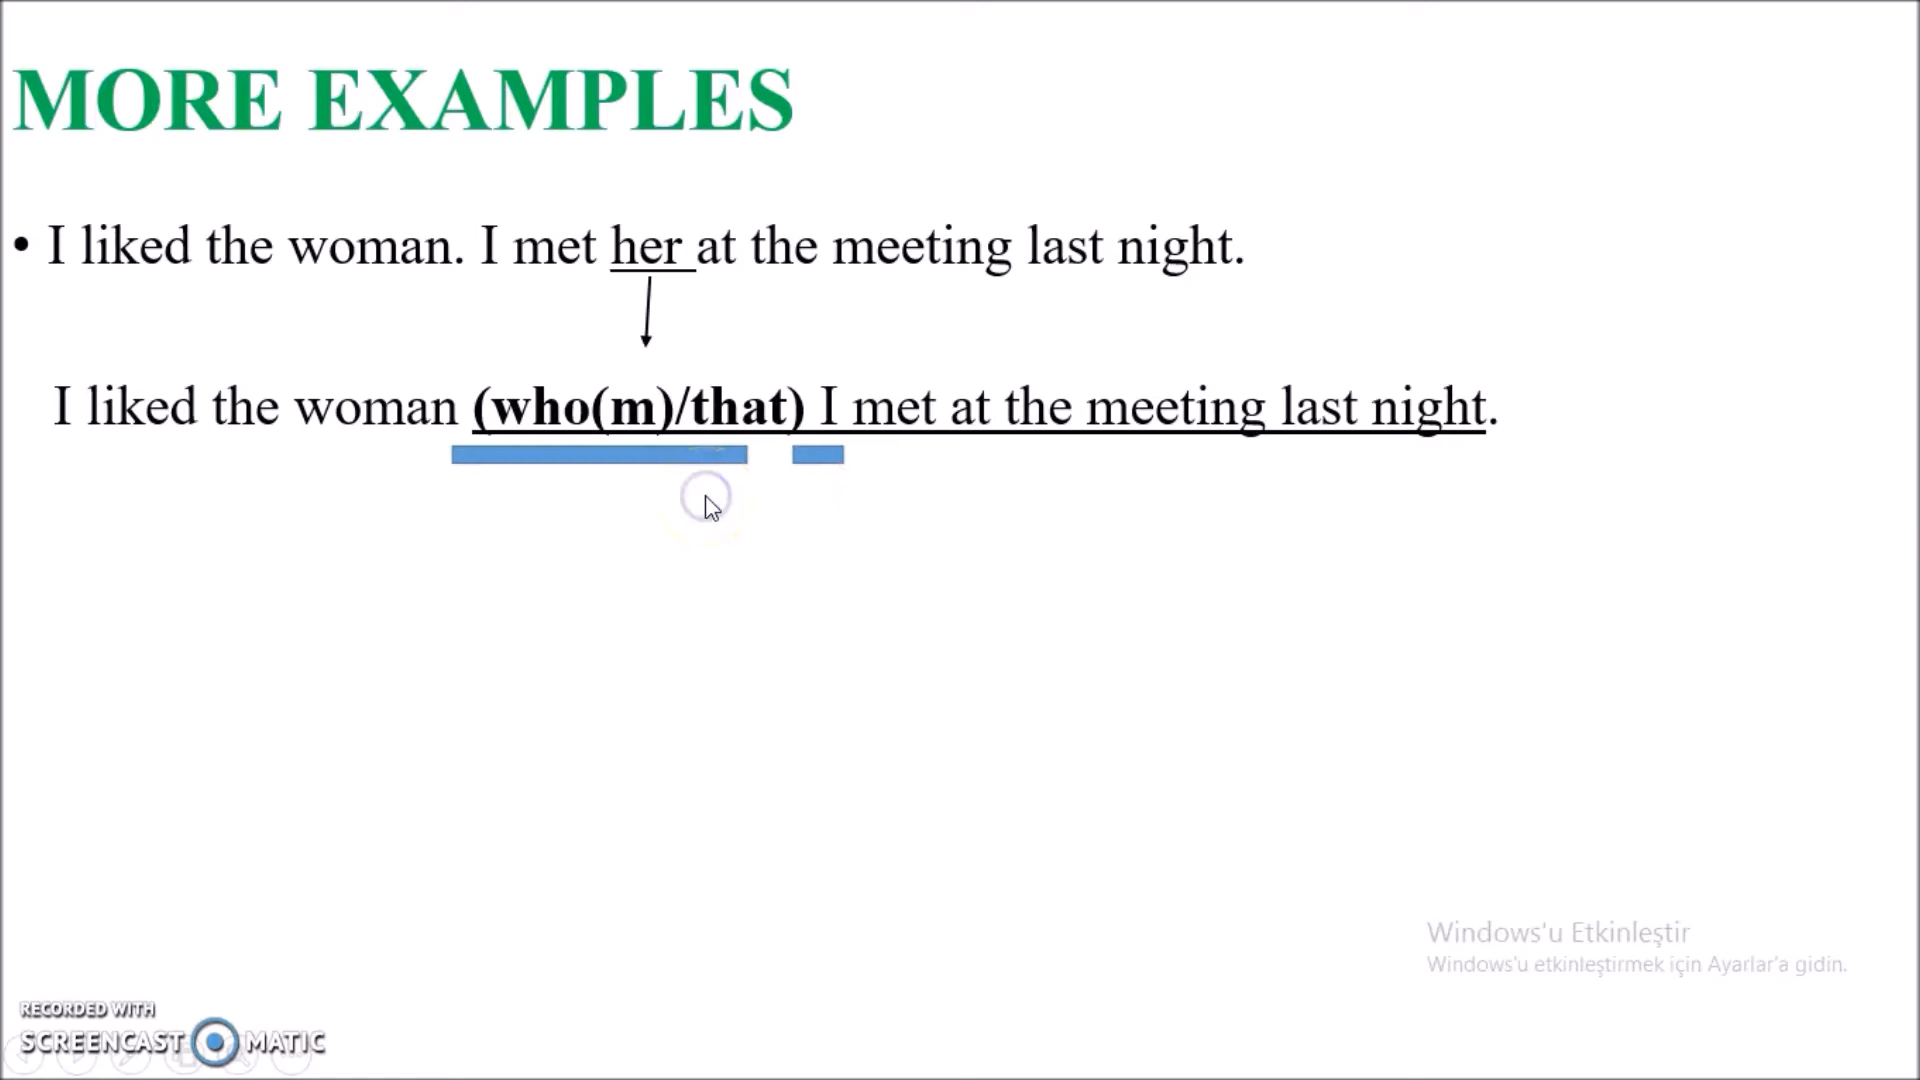 MORE EXAMPLES
• I liked the woman. I met her at the meeting last night.
I liked the woman (who(m)/that) I met at the meeting last night.
Windows'u Etkinleştir
Windows'u etkinleştirmek için Ayarlar'a gidin.
RECORDED WITH
SCREENCAST MATIC